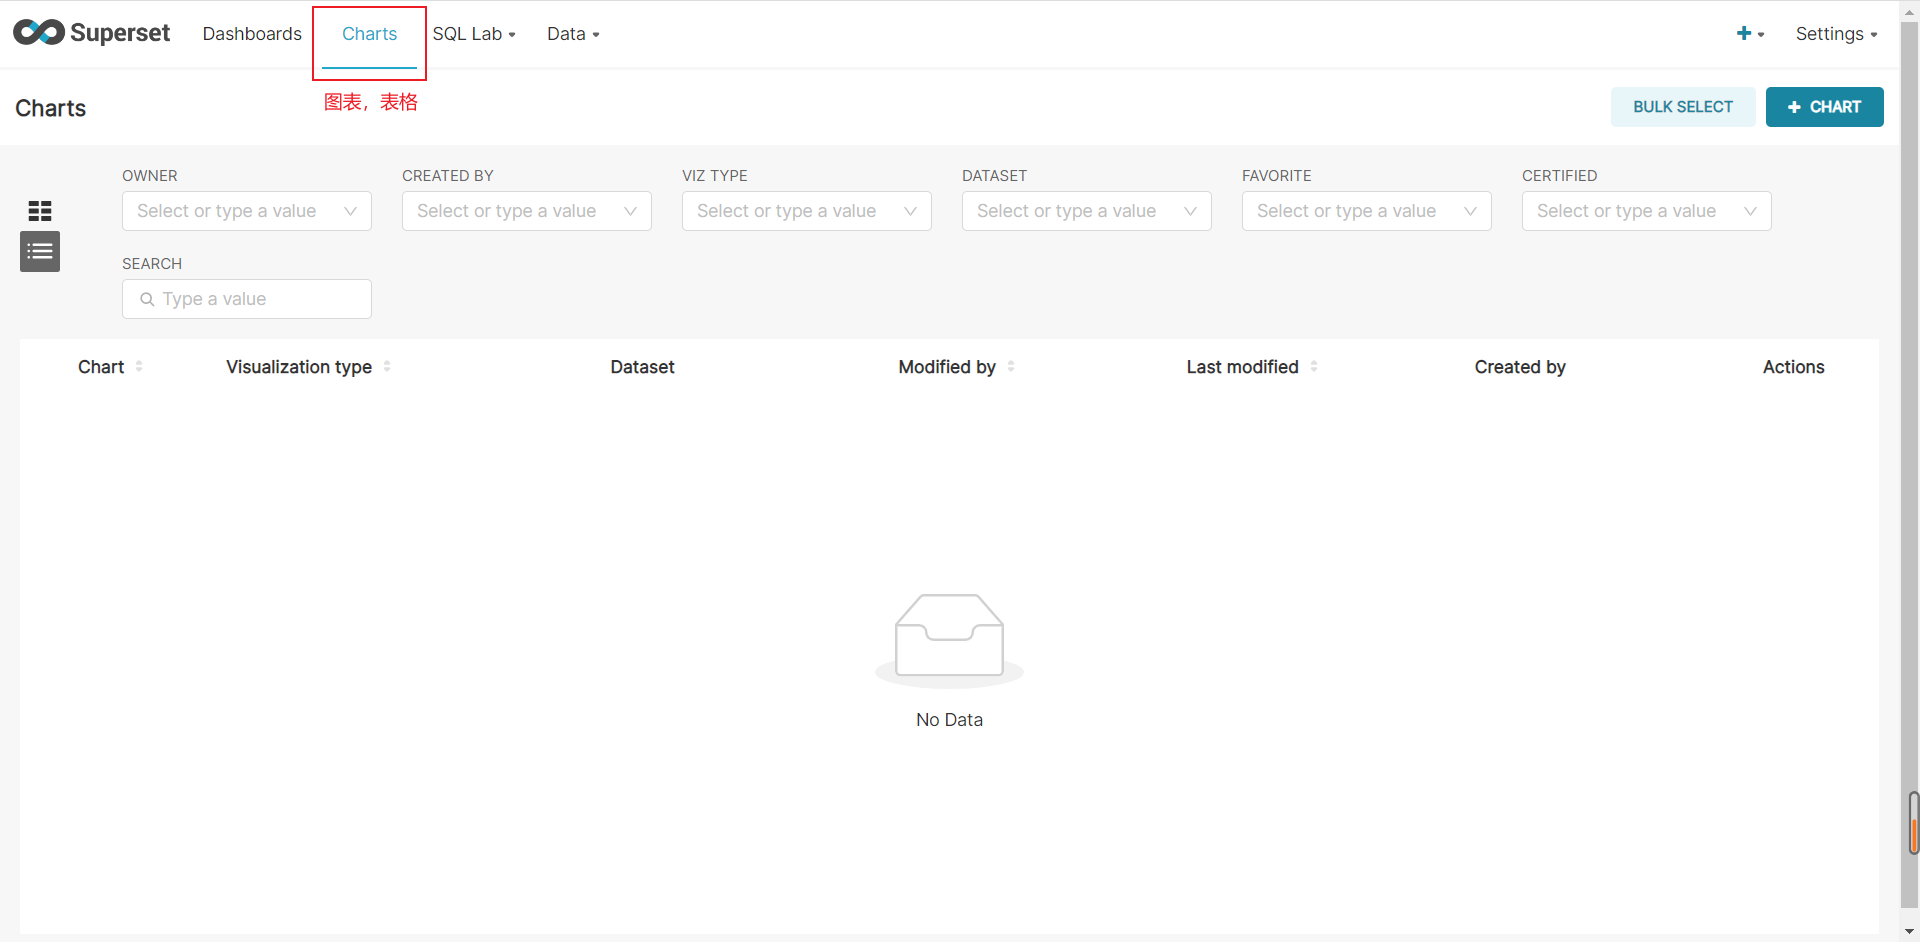 Superset Dashboards Charts SQL Lab Data Settings
图表，表格
Charts BULK SELECT + CHART
OWNER CREATED BY VIZ TYPE DATASET FAVORITE CERTIFIED
Select or type a value Select or type a value Select or type a value Select or type a value Select or type a value Select or type a value
SEARCH
Type a value
Chart Visualization type Dataset Modified by Last modified Created by Actions
No Data